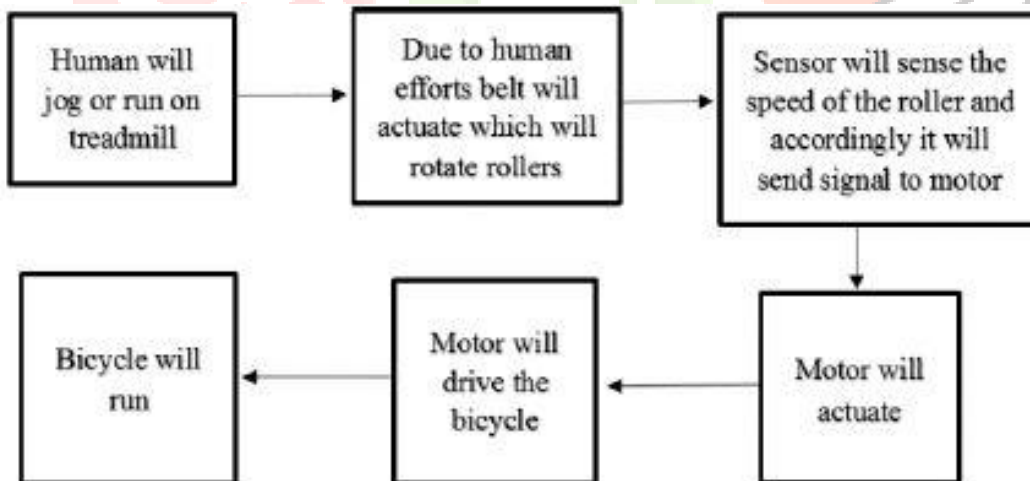 Human will
jog or run on
treadmill
Due to human
efforts belt will
actuate which will
rotate rollers
Sensor will sense the
speed of the roller and
accordingly it will
send signal to motor
Motor will
actuate
Motor will
drive the
bicycle
Bicycle will
run